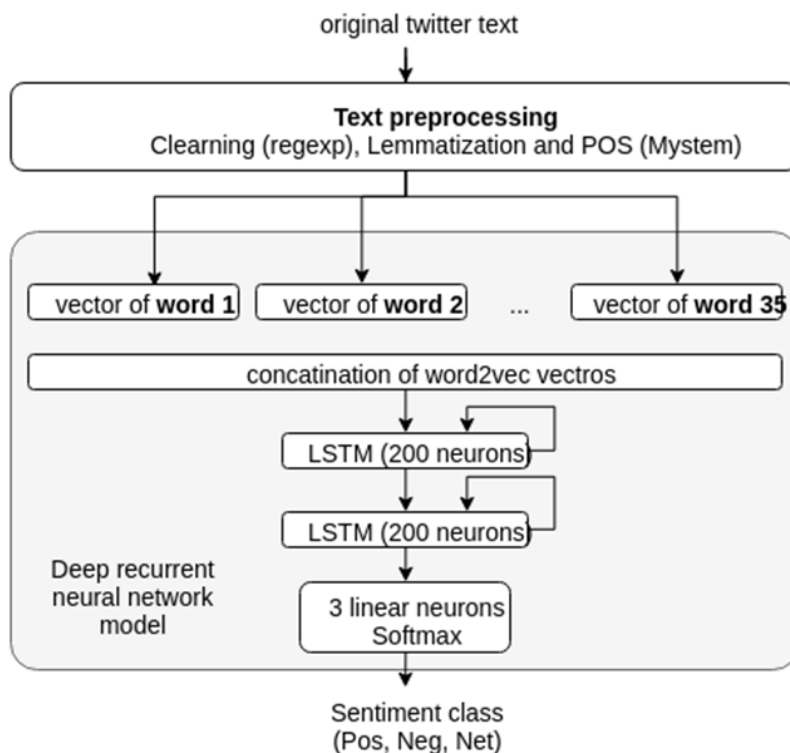 original twitter text
Text preprocessing
Clearning (regexp), Lemmatization and POS (Mystem)
vector of word 1
vector of word 2
...
vector of word 35
concatination of word2vec vectros
LSTM (200 neurons)
LSTM (200 neurons)
Deep recurrent
neural network
model
3 linear neurons
Softmax
Sentiment class
(Pos, Neg, Net)